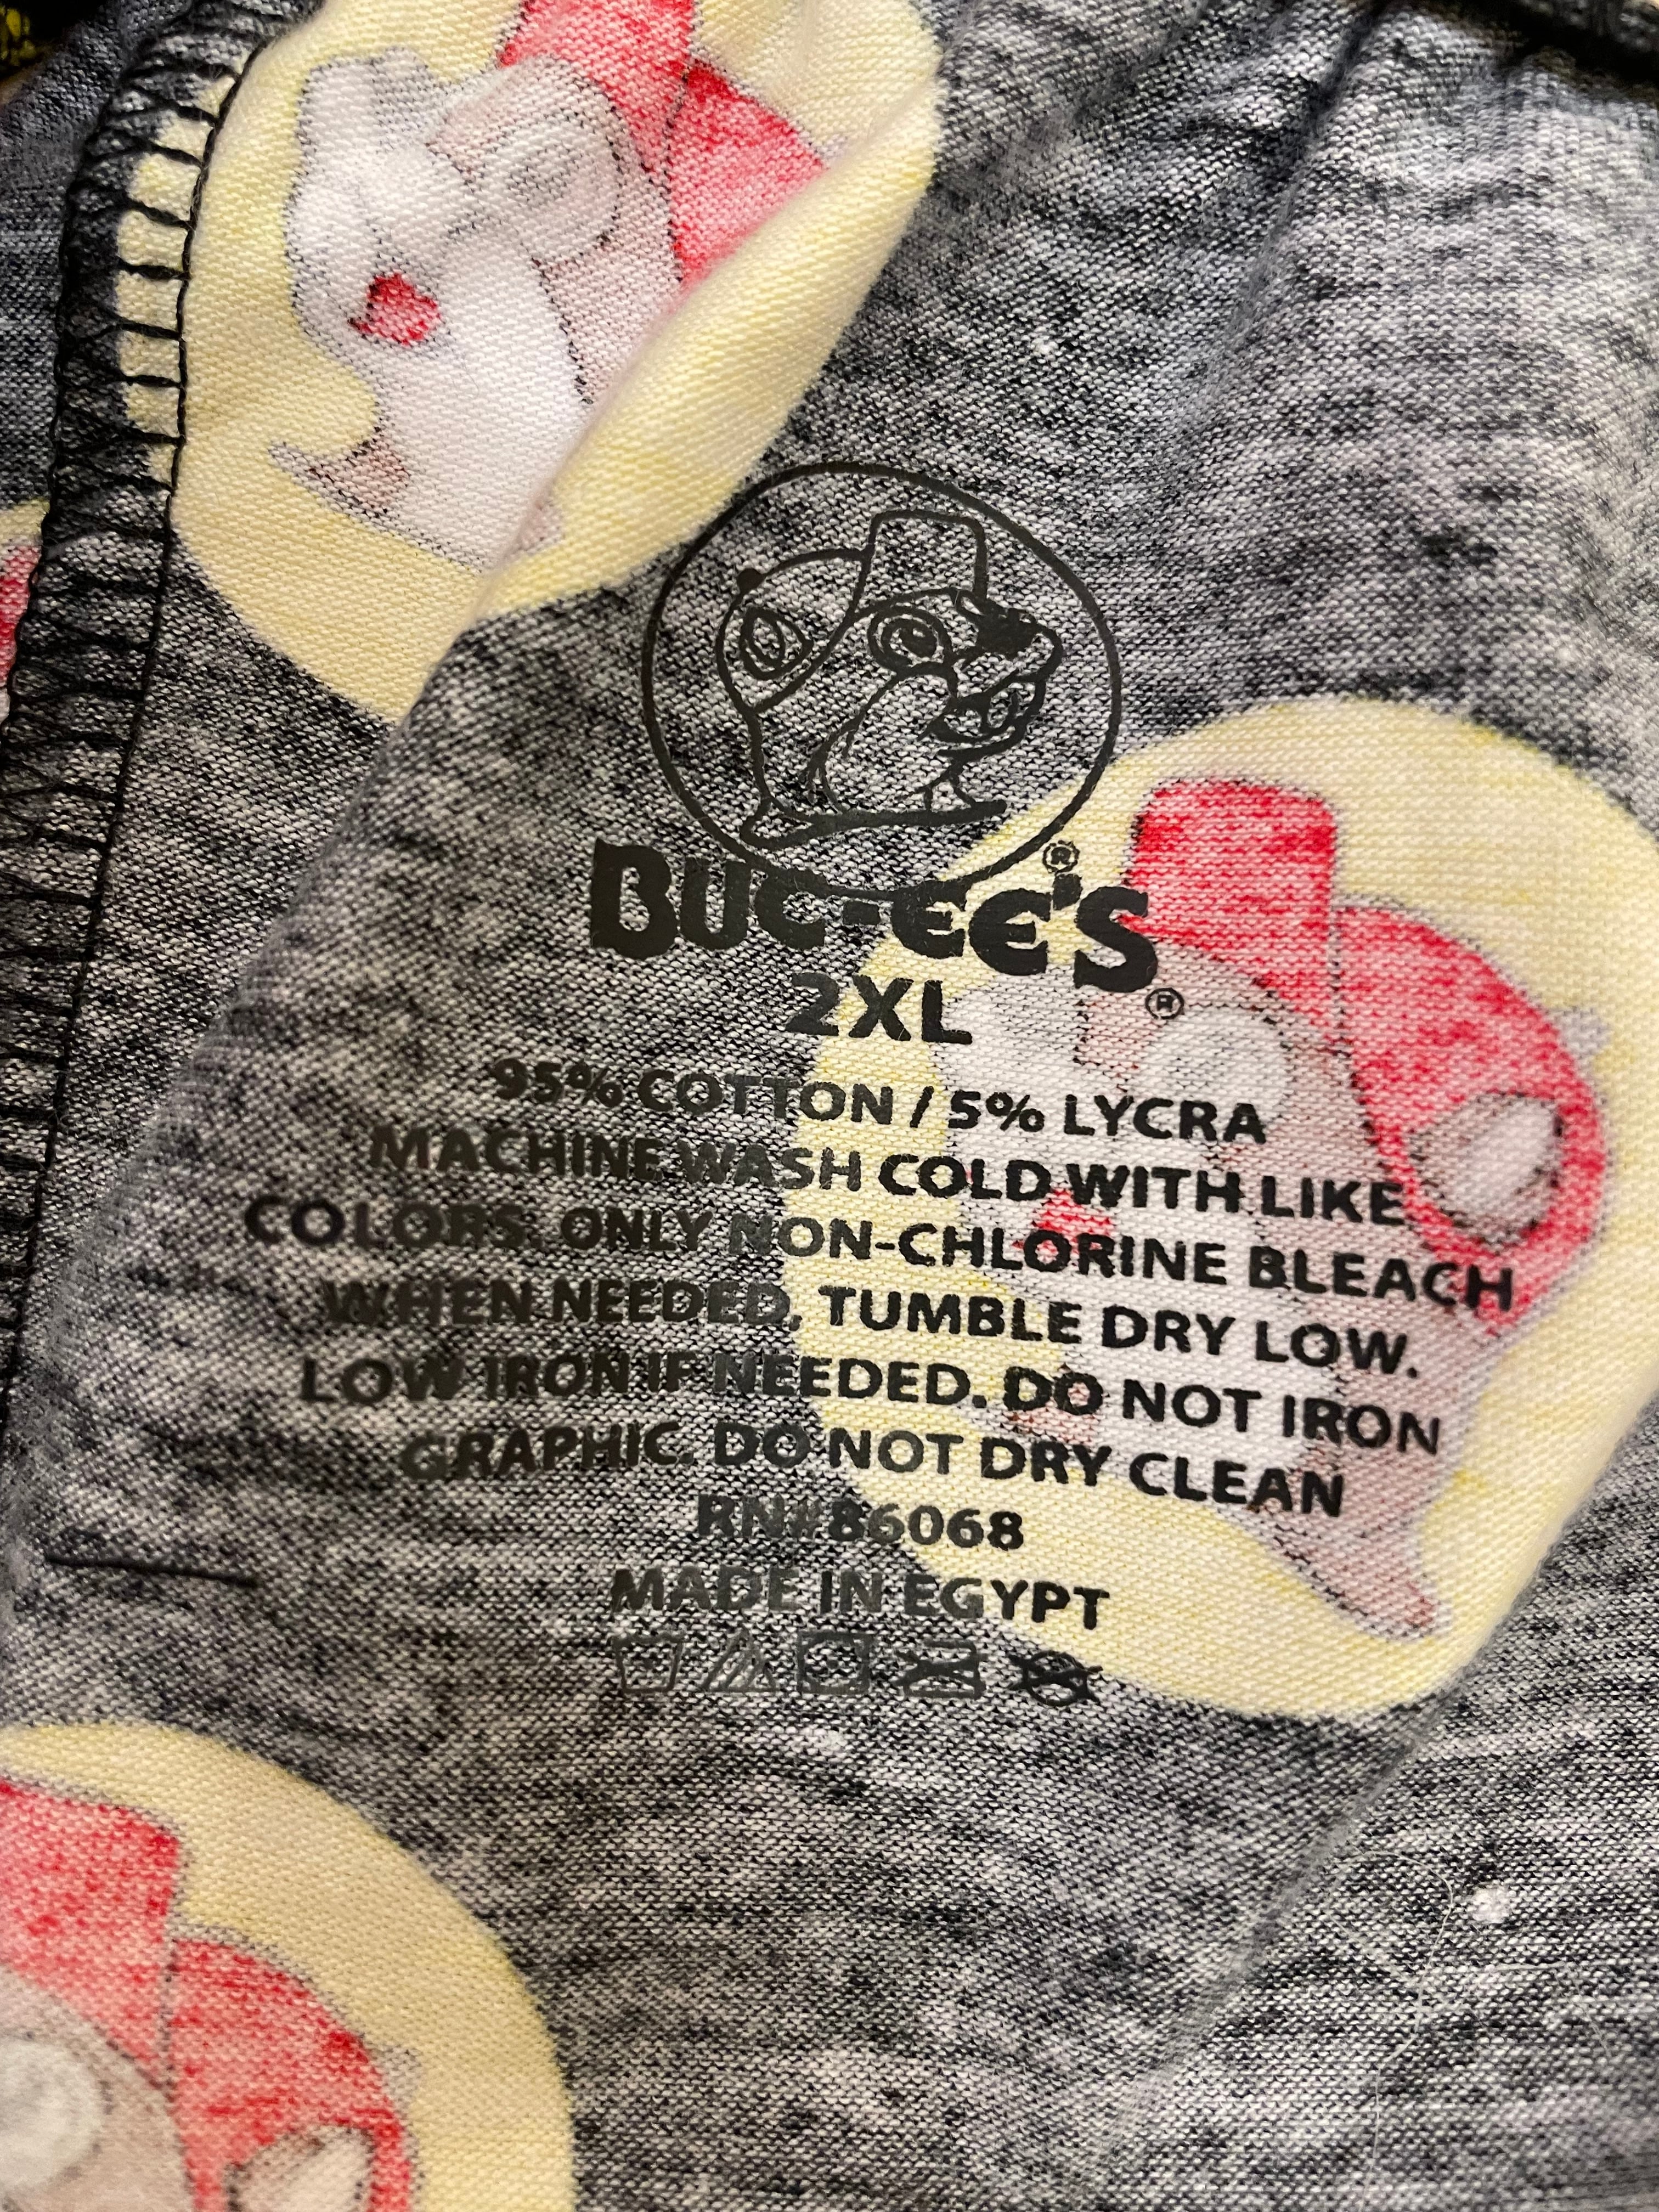 BUC-EE'S®
2XL
95% COTTON / 5% LYCRA
MACHINE WASH COLD WITH LIKE
COLORS. ONLY NON-CHLORINE BLEACH
WHEN NEEDED, TUMBLE DRY LOW.
LOW IRON IF NEEDED. DO NOT IRON
GRAPHIC. DO NOT DRY CLEAN
RN#86068
MADE IN EGYPT